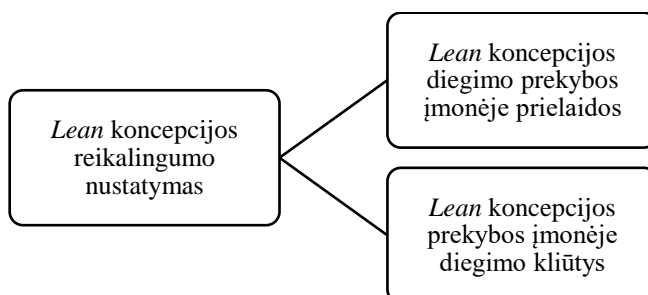 Lean koncepcijos
reikalingumo
nustatymas
Lean koncepcijos
diegimo prekybos
įmonėje prielaidos
Lean koncepcijos
prekybos įmonėje
diegimo kliūtys